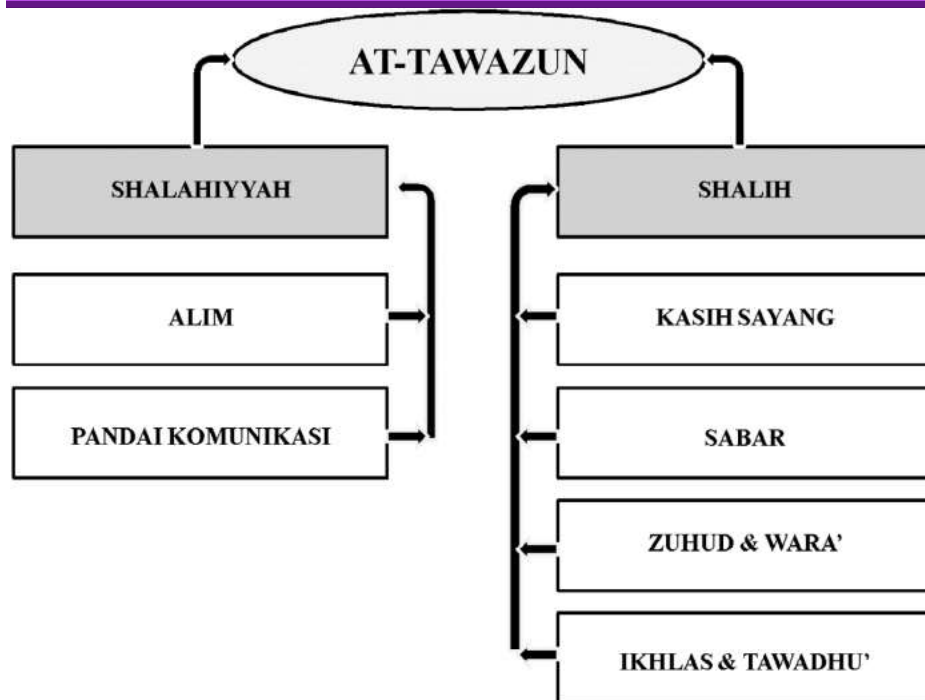 AT-TAWAZUN
SHALAHIYYAH
ALIM
PANDAI KOMUNIKASI
SHALIH
KASIH SAYANG
SABAR
ZUHUD & WARA’
IKHLAS & TAWADHU’